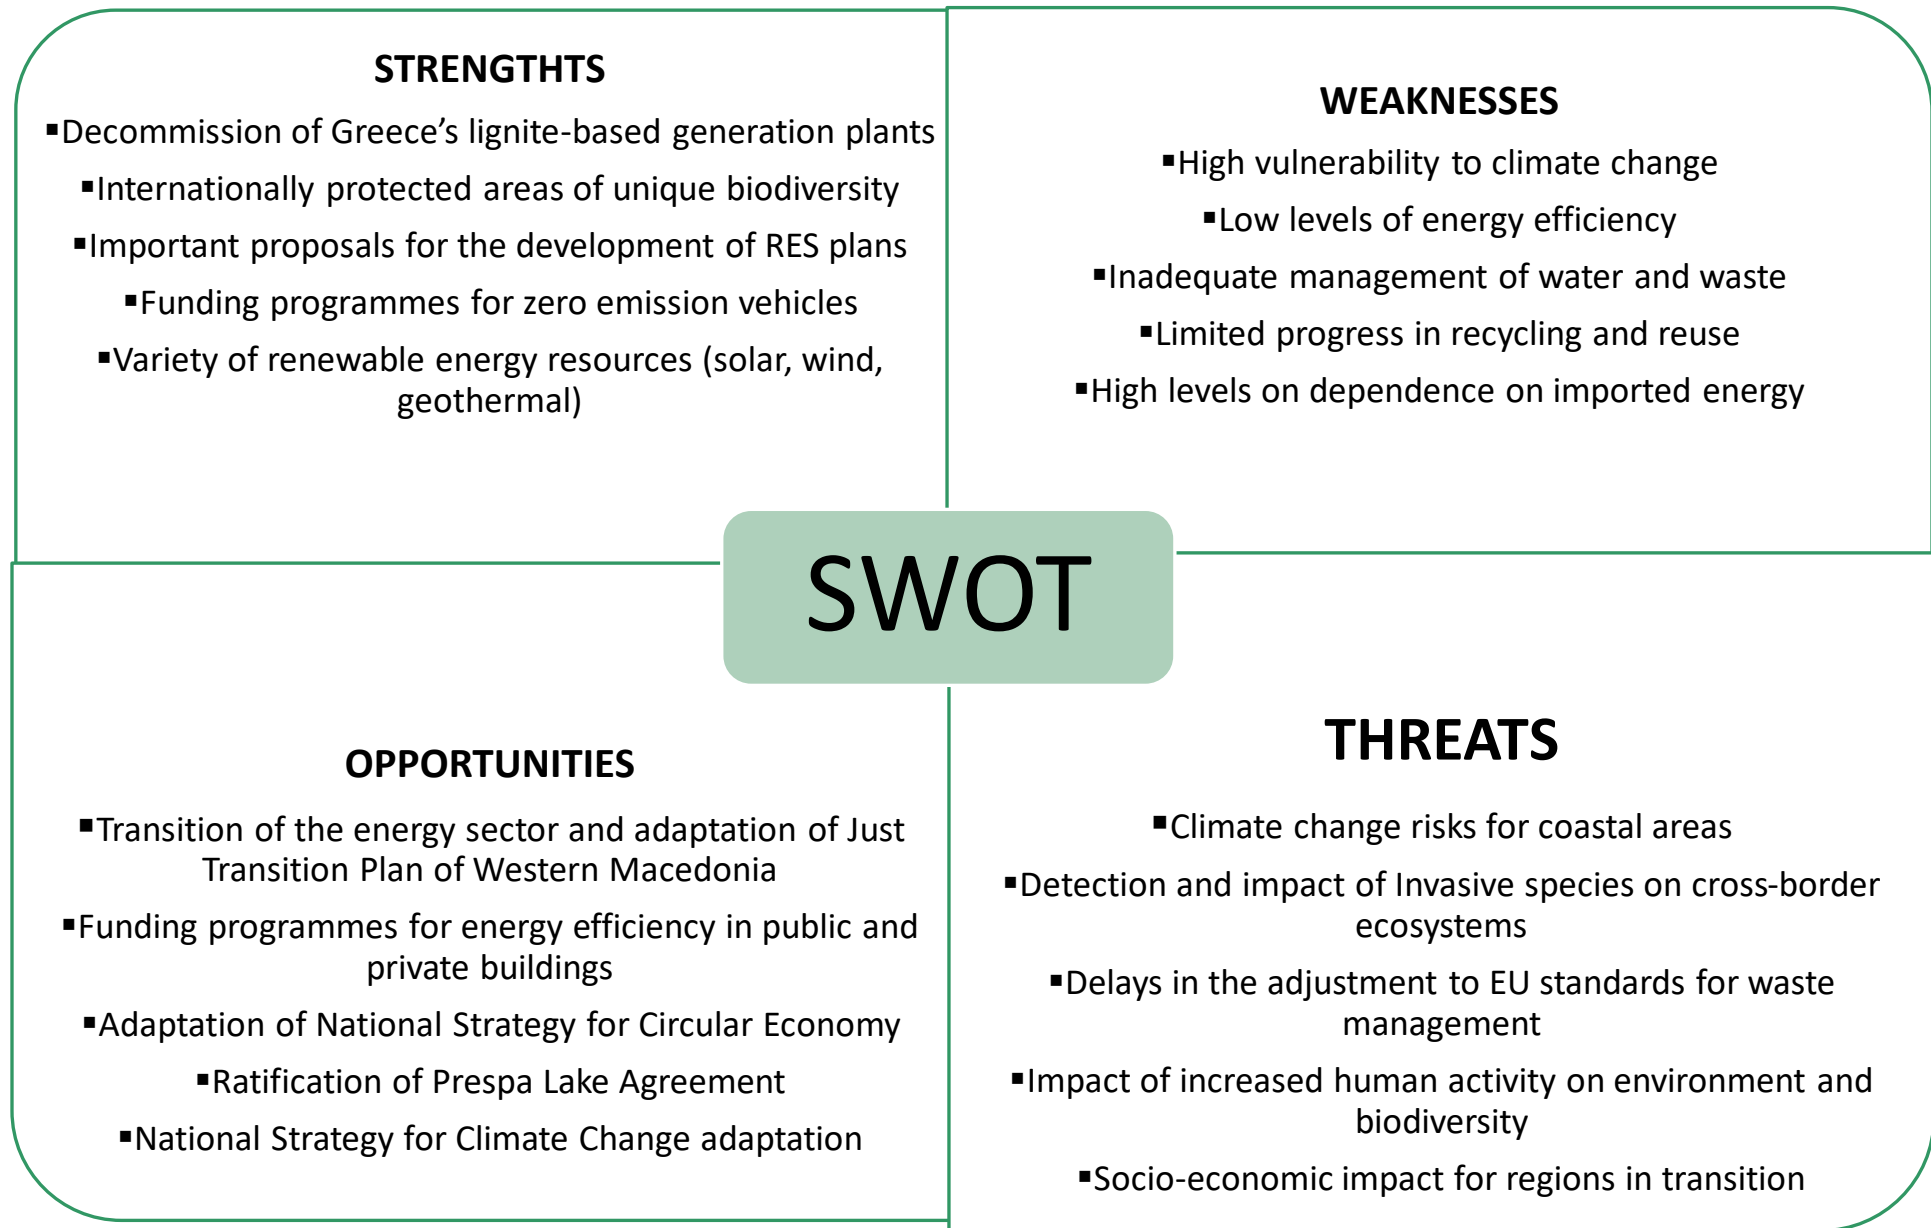 STRENGTHTS
▪Decommission of Greece’s lignite-based generation plants
▪Internationally protected areas of unique biodiversity
▪Important proposals for the development of RES plans
▪Funding programmes for zero emission vehicles
▪Variety of renewable energy resources (solar, wind,
geothermal)
WEAKNESSES
▪High vulnerability to climate change
▪Low levels of energy efficiency
▪Inadequate management of water and waste
▪Limited progress in recycling and reuse
▪High levels on dependence on imported energy
SWOT
OPPORTUNITIES
▪Transition of the energy sector and adaptation of Just
Transition Plan of Western Macedonia
▪Funding programmes for energy efficiency in public and
private buildings
▪Adaptation of National Strategy for Circular Economy
▪Ratification of Prespa Lake Agreement
▪National Strategy for Climate Change adaptation
THREATS
▪Climate change risks for coastal areas
▪Detection and impact of Invasive species on cross-border
ecosystems
▪Delays in the adjustment to EU standards for waste
management
▪Impact of increased human activity on environment and
biodiversity
▪Socio-economic impact for regions in transition